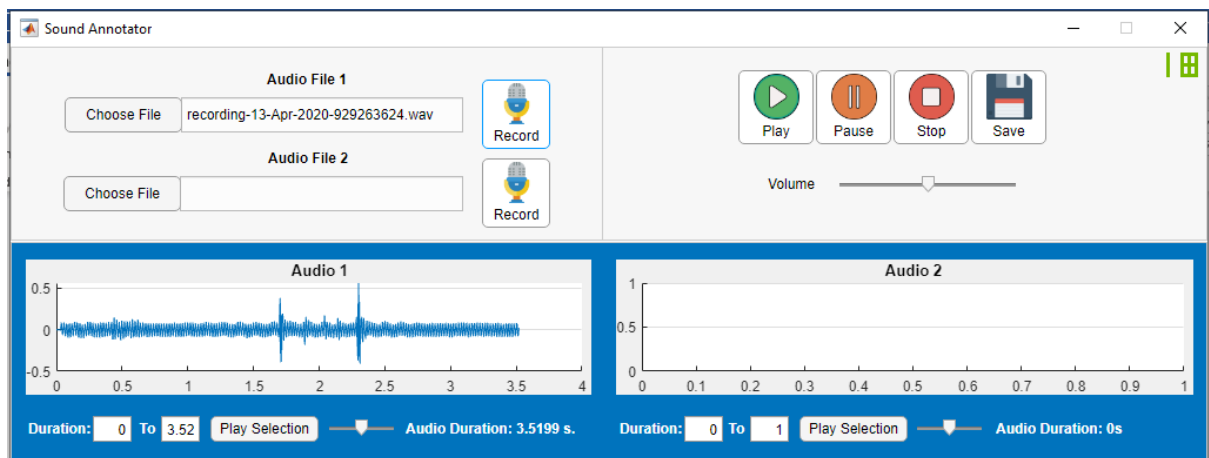 Sound Annotator
Audio File 1
Choose File recording-13-Apr-2020-929263624.wav
Record
Audio File 2
Choose File
Record
Play Pause Stop Save
Volume
Audio 1
0.5
0
-0.5
0 0.5 1 1.5 2 2.5 3 3.5 4
Duration: 0 To 3.52 Play Selection Audio Duration: 3.5199 s.
Audio 2
1
0.5
0
0 0.1 0.2 0.3 0.4 0.5 0.6 0.7 0.8 0.9 1
Duration: 0 To 1 Play Selection Audio Duration: 0s